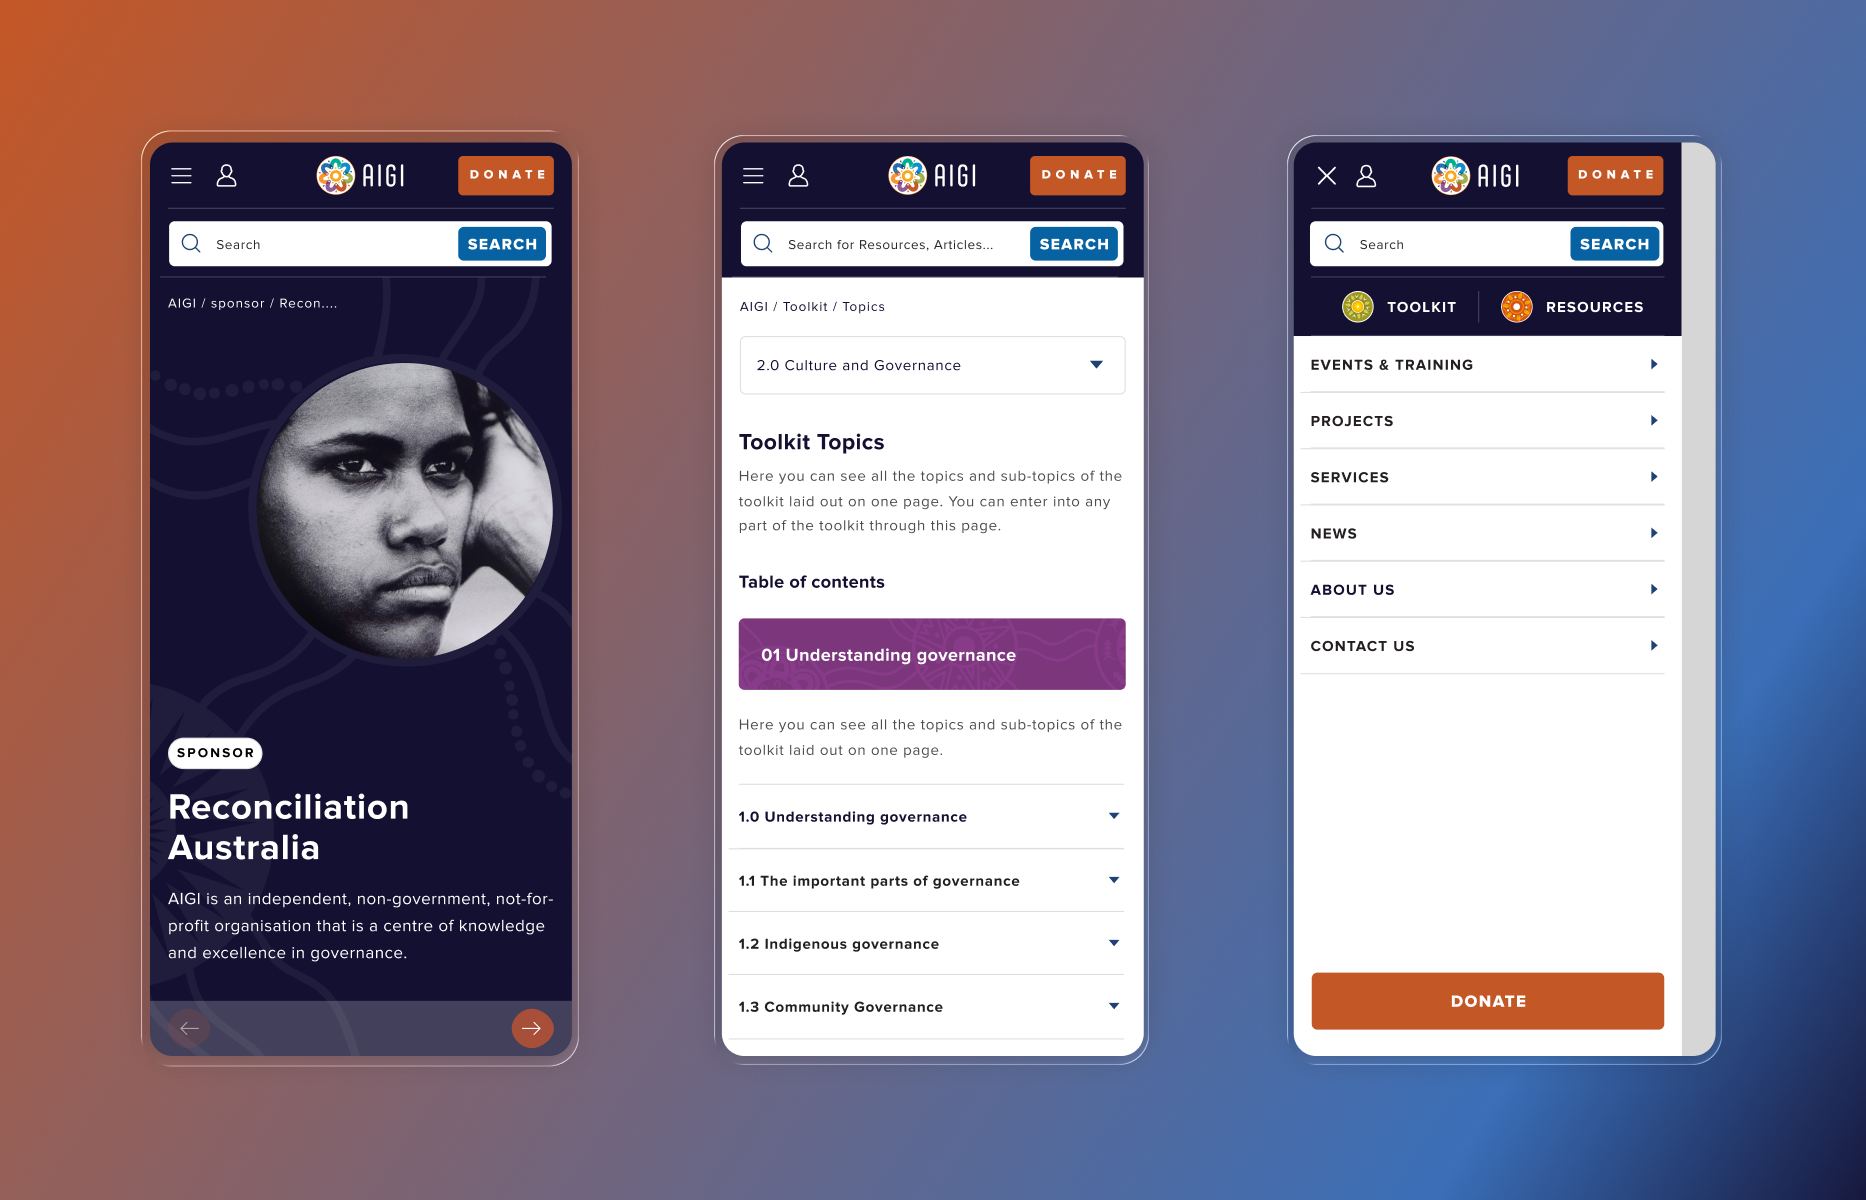 AIGI
DONATE
Search
SEARCH
AIGI / sponsor / Recon....
SPONSOR
Reconciliation
Australia
AIGI is an independent, non-government, not-for-
profit organisation that is a centre of knowledge
and excellence in governance.
AIGI
DONATE
Search for Resources, Articles...
SEARCH
AIGI / Toolkit / Topics
2.0 Culture and Governance
Toolkit Topics
Here you can see all the topics and sub-topics of the
toolkit laid out on one page. You can enter into any
part of the toolkit through this page.
Table of contents
01 Understanding governance
Here you can see all the topics and sub-topics of the
toolkit laid out on one page.
1.0 Understanding governance
1.1 The important parts of governance
1.2 Indigenous governance
1.3 Community Governance
AIGI
DONATE
Search
SEARCH
TOOLKIT
RESOURCES
EVENTS & TRAINING
PROJECTS
SERVICES
NEWS
ABOUT US
CONTACT US
DONATE